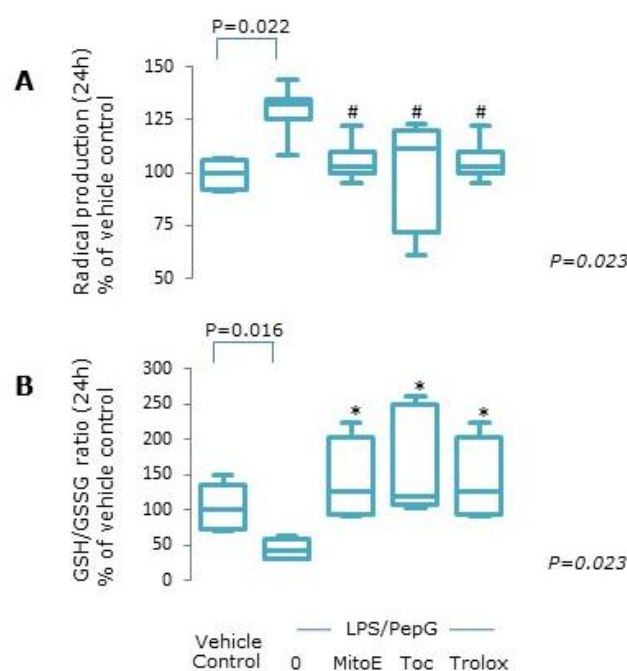 P=0.022
A
Radical production (24h)
% of vehicle control
150
125
100
75
50
# # #
P=0.023
P=0.016
B
GSH/GSSG ratio (24h)
% of vehicle control
300
250
200
150
100
50
0
* * *
P=0.023
LPS/PepG
Vehicle
Control 0 MitoE Toc Trolox